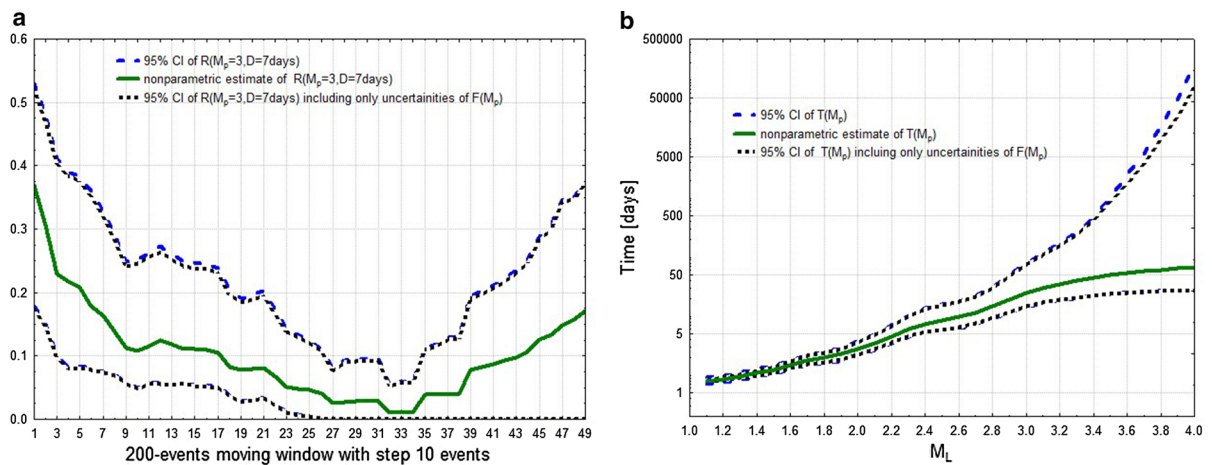 a
0.6
0.5
0.4
0.3
0.2
0.1
0.0
95% CI of R(Mp=3,D=7days)
nonparametric estimate of R(Mp=3,D=7days)
95% CI of R(Mp=3,D=7days) including only uncertainities of F(Mp)
1 3 5 7 9 11 13 15 17 19 21 23 25 27 29 31 33 35 37 39 41 43 45 47 49
200-events moving window with step 10 events
b
Time [days]
500000
50000
5000
500
50
5
1
95% CI of T(Mp)
nonparametric estimate of T(Mp)
95% CI of T(Mp) incluing only uncertainities of F(Mp)
1.0 1.2 1.4 1.6 1.8 2.0 2.2 2.4 2.6 2.8 3.0 3.2 3.4 3.6 3.8 4.0
ML